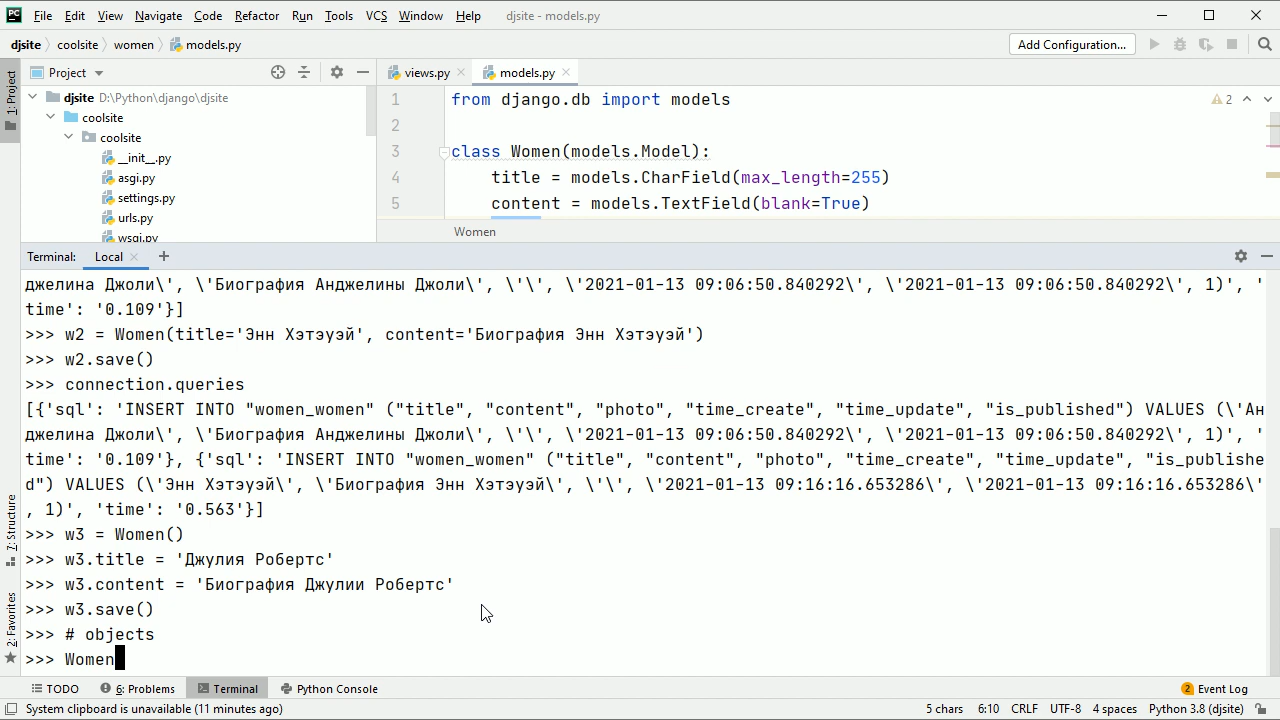 File Edit View Navigate Code Refactor Run Tools VCS Window Help djsite - models.py
djsite coolsite women models.py Add Configuration...
1: Project
Project
views.py models.py
djsite D:\Python\django\djsite
coolsite
coolsite
__init__.py
asgi.py
settings.py
urls.py
wsgi.py
1 from django.db import models
2
3 class Women(models.Model):
4 title = models.CharField(max_length=255)
5 content = models.TextField(blank=True)
2
Women
Terminal: Local
джелина Джоли\', \'Биография Анджелины Джоли\', \'\', \'2021-01-13 09:06:50.840292\', \'2021-01-13 09:06:50.840292\', 1)', '
time': '0.109'}]
>>> w2 = Women(title='Энн Хэтэуэй', content='Биография Энн Хэтэуэй')
>>> w2.save()
>>> connection.queries
[{'sql': 'INSERT INTO "women_women" ("title", "content", "photo", "time_create", "time_update", "is_published") VALUES (\'Ан
джелина Джоли\', \'Биография Анджелины Джоли\', \'\', \'2021-01-13 09:06:50.840292\', \'2021-01-13 09:06:50.840292\', 1)', '
time': '0.109'}, {'sql': 'INSERT INTO "women_women" ("title", "content", "photo", "time_create", "time_update", "is_publishe
d") VALUES (\'Энн Хэтэуэй\', \'Биография Энн Хэтэуэй\', \'\', \'2021-01-13 09:16:16.653286\', \'2021-01-13 09:16:16.653286\'
, 1)', 'time': '0.563'}]
>>> w3 = Women()
>>> w3.title = 'Джулия Робертс'
>>> w3.content = 'Биография Джулии Робертс'
>>> w3.save()
>>> # objects
>>> Women
Z: Structure
2: Favorites
TODO 6: Problems Terminal Python Console 2 Event Log
System clipboard is unavailable (11 minutes ago) 5 chars 6:10 CRLF UTF-8 4 spaces Python 3.8 (djsite)